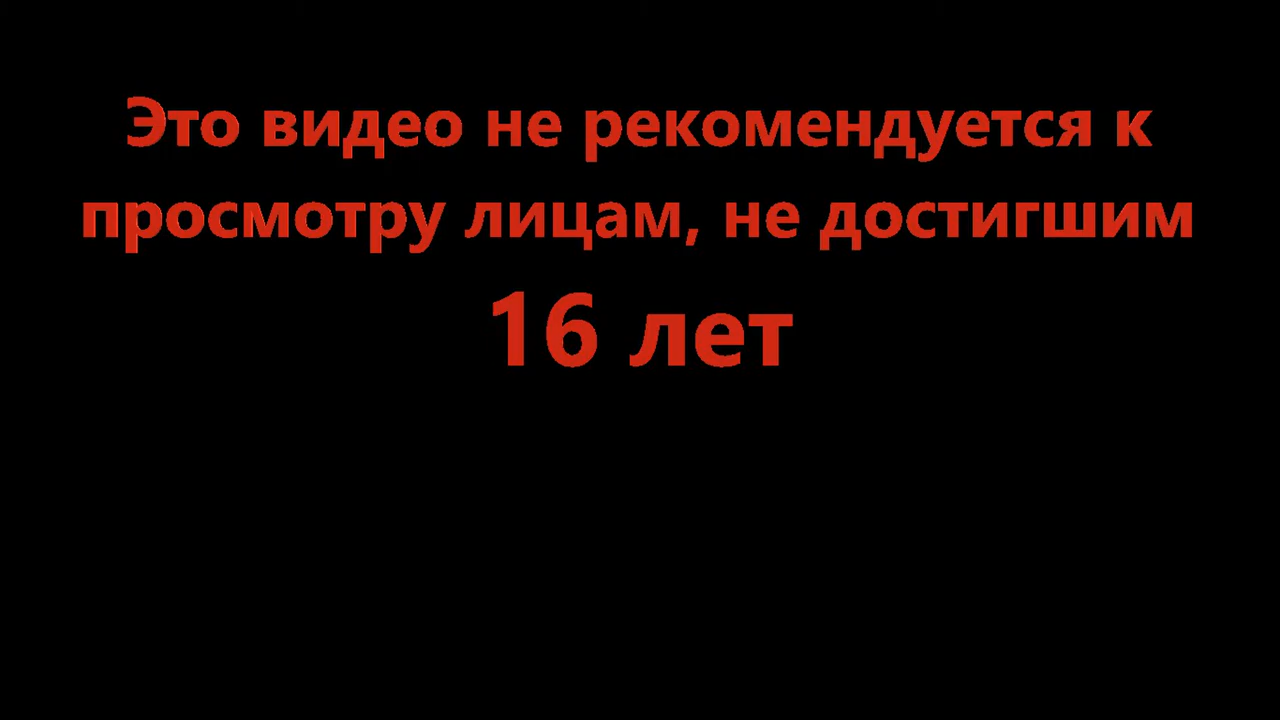 Это видео не рекомендуется к
просмотру лицам, не достигшим
16 лет